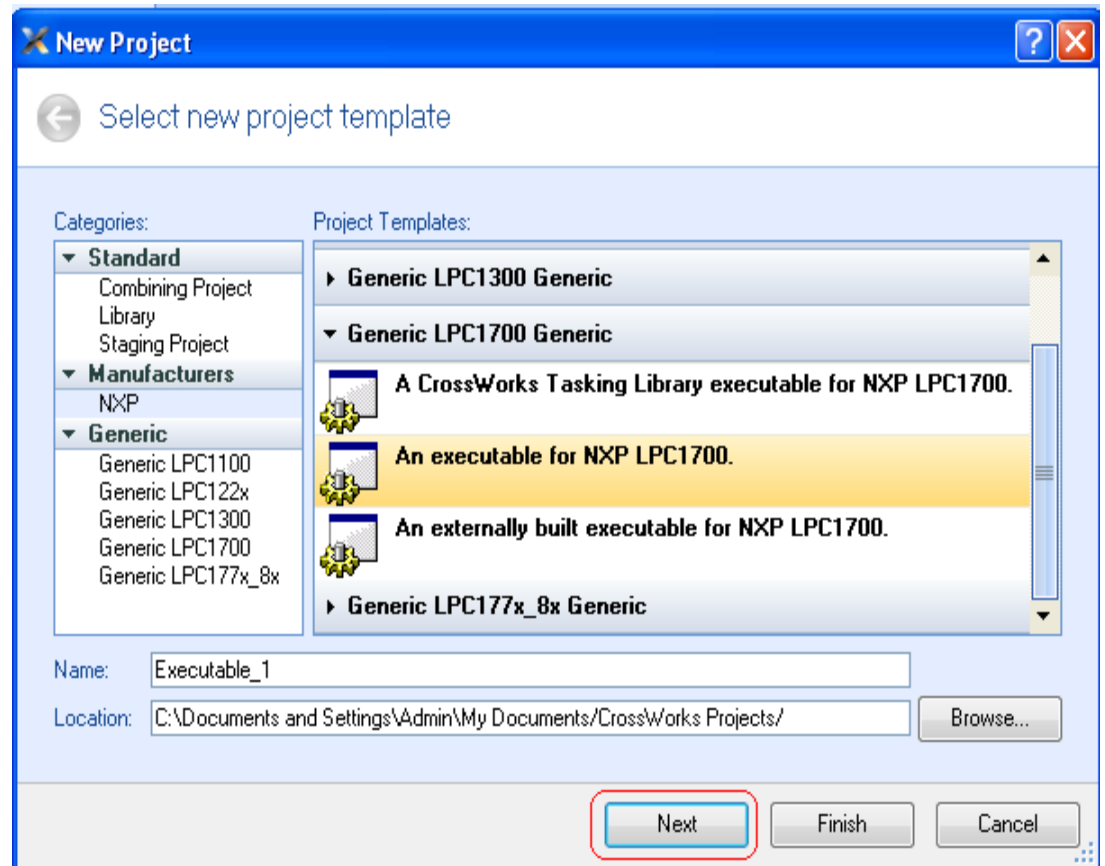 New Project
Select new project template
Categories:
Project Templates:
Standard
Combining Project
Library
Staging Project
Manufacturers
NXP
Generic
Generic LPC1100
Generic LPC122x
Generic LPC1300
Generic LPC1700
Generic LPC177x_8x
Generic LPC1300 Generic
Generic LPC1700 Generic
A CrossWorks Tasking Library executable for NXP LPC1700.
An executable for NXP LPC1700.
An externally built executable for NXP LPC1700.
Generic LPC177x_8x Generic
Name: Executable_1
Location: C:\Documents and Settings\Admin\My Documents/CrossWorks Projects/ Browse...
Next Finish Cancel